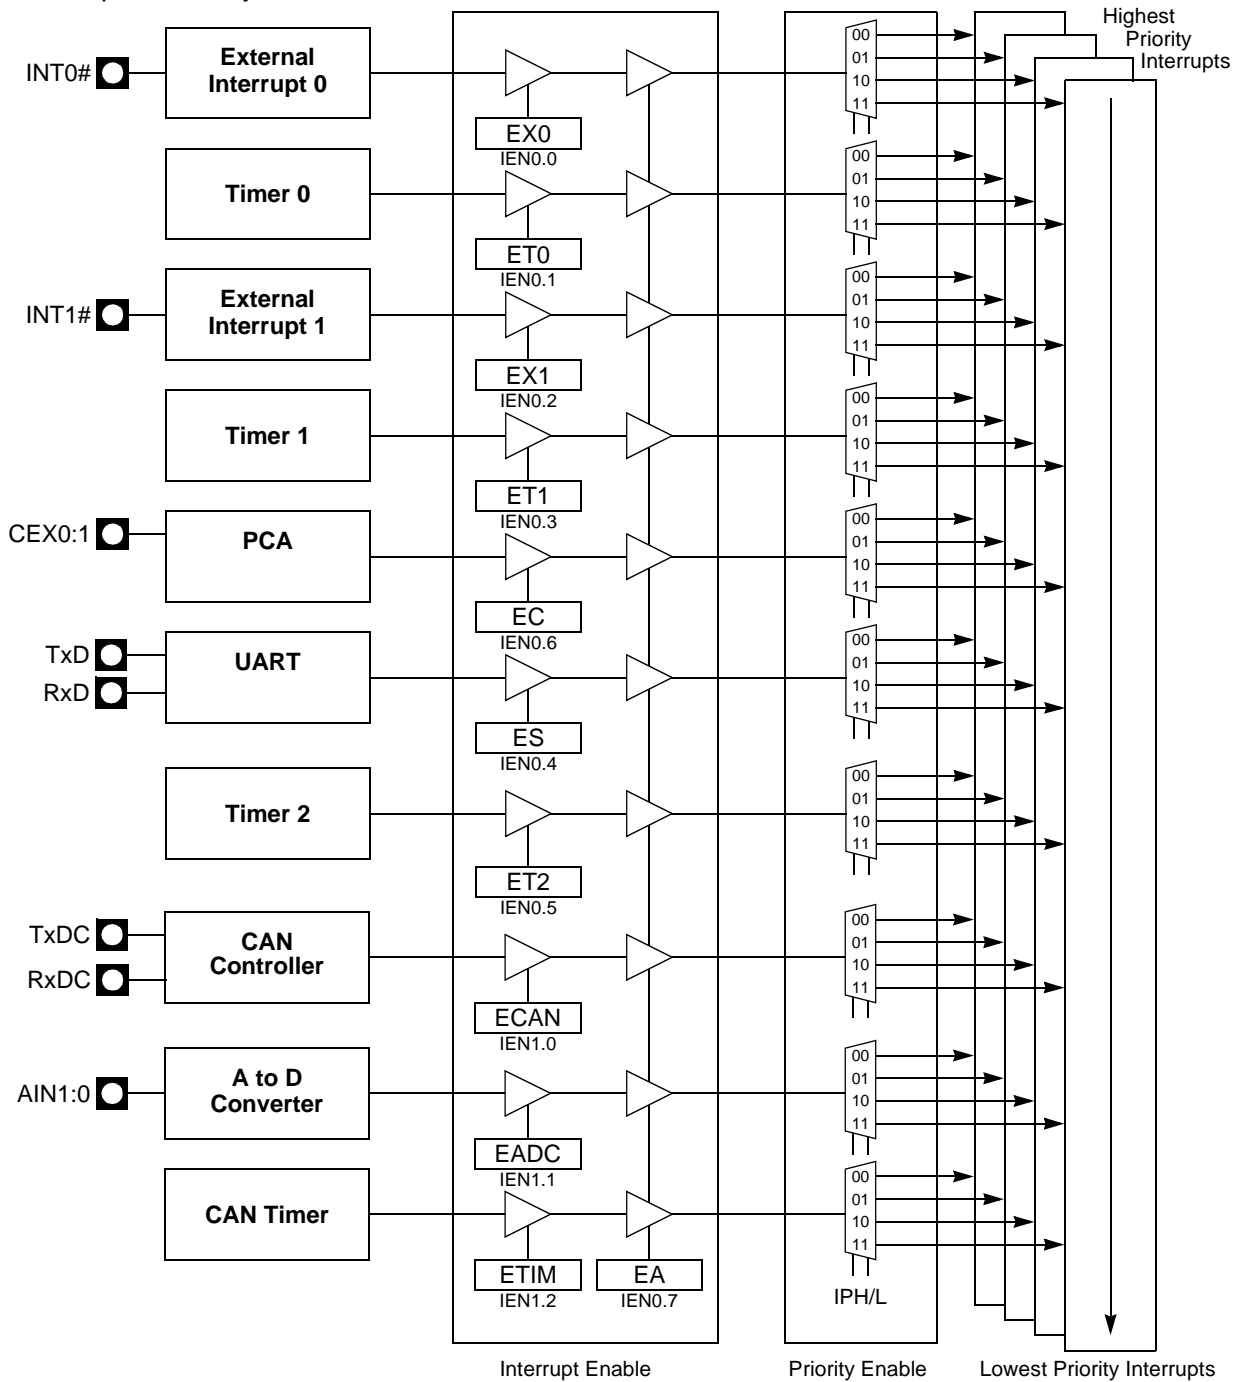 Highest
Priority
Interrupts
INT0#
External
Interrupt 0
EX0
IEN0.0
00
01
10
11
Timer 0
ET0
IEN0.1
00
01
10
11
INT1#
External
Interrupt 1
EX1
IEN0.2
00
01
10
11
Timer 1
ET1
IEN0.3
00
01
10
11
CEX0:1
PCA
EC
IEN0.6
00
01
10
11
TxD
RxD
UART
ES
IEN0.4
00
01
10
11
Timer 2
ET2
IEN0.5
00
01
10
11
TxDC
RxDC
CAN
Controller
ECAN
IEN1.0
00
01
10
11
AIN1:0
A to D
Converter
EADC
IEN1.1
00
01
10
11
CAN Timer
ETIM
IEN1.2
EA
IEN0.7
00
01
10
11
IPH/L
Interrupt Enable
Priority Enable
Lowest Priority Interrupts